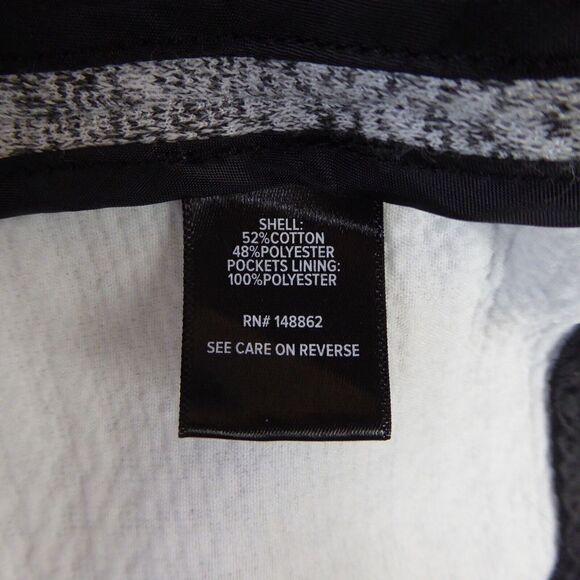 SHELL:
52%COTTON
48%POLYESTER
POCKETS LINING:
100%POLYESTER
RN# 148862
SEE CARE ON REVERSE